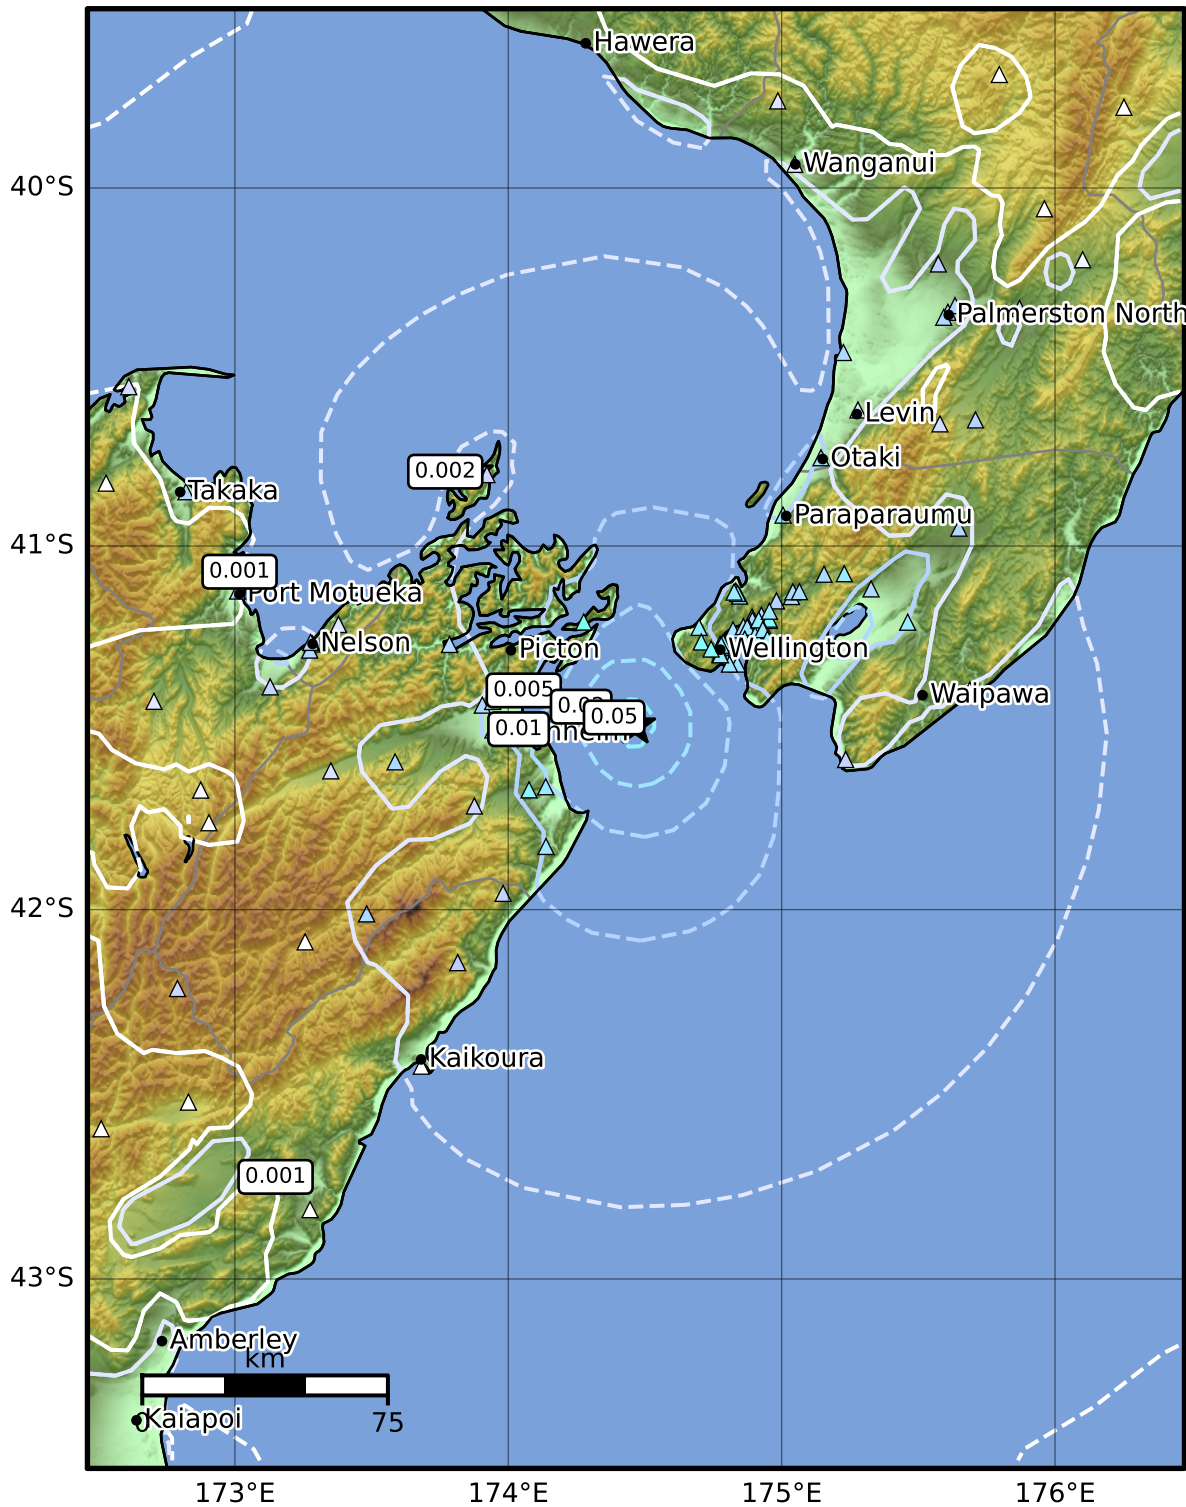 Hawera
Wanganui
40°S
Palmerston North
Levin
Otaki
0.002
Takaka
Paraparaumu
41°S
0.001
Port Motueka
Nelson
Picton
Wellington
0.005
Waipawa
0.05
0.01
42°S
Kaikoura
0.001
43°S
Amberley
km
0
75
Kaiapoi
173°E
174°E
175°E
176°E